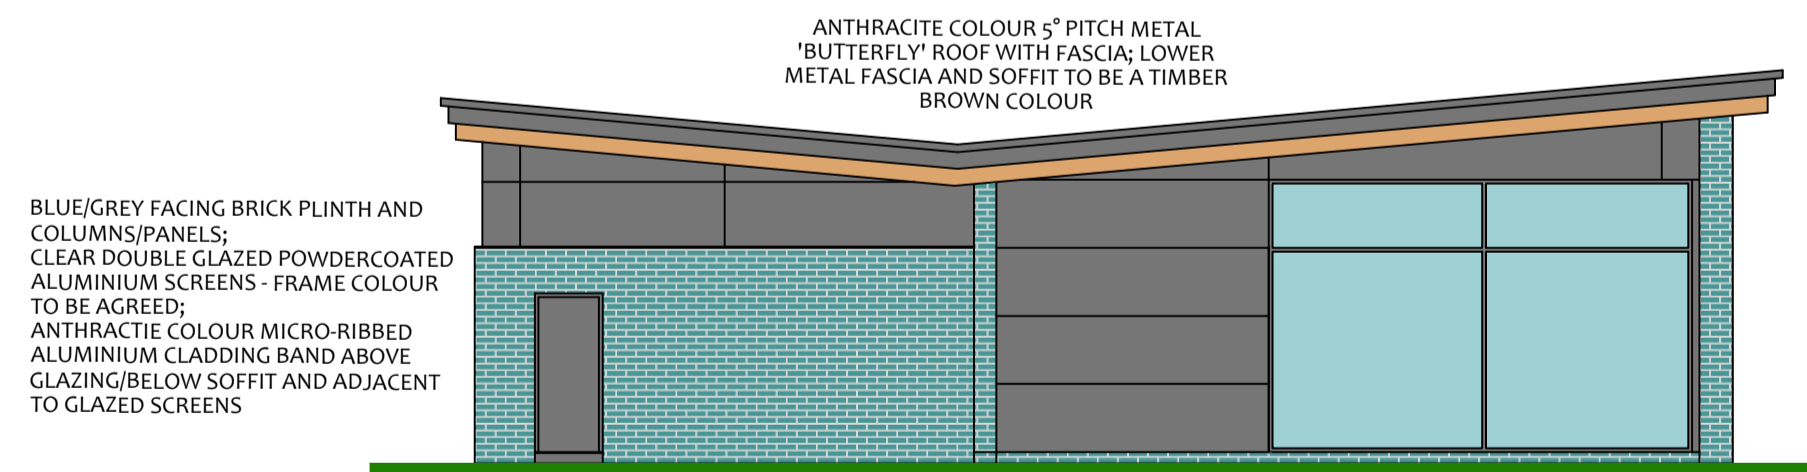 ANTHRACITE COLOUR 5° PITCH METAL
'BUTTERFLY' ROOF WITH FASCIA; LOWER
METAL FASCIA AND SOFFIT TO BE A TIMBER
BROWN COLOUR
BLUE/GREY FACING BRICK PLINTH AND
COLUMNS/PANELS;
CLEAR DOUBLE GLAZED POWDERCOATED
ALUMINIUM SCREENS - FRAME COLOUR
TO BE AGREED;
ANTHRACTIE COLOUR MICRO-RIBBED
ALUMINIUM CLADDING BAND ABOVE
GLAZING/BELOW SOFFIT AND ADJACENT
TO GLAZED SCREENS